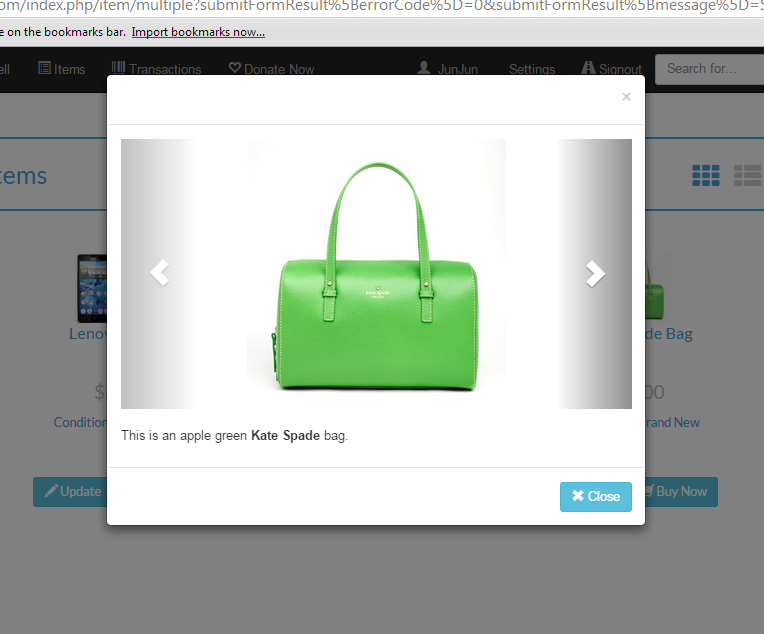 om/index.php/item/multiple?submitFormResult%5BerrorCode%5D=0&submitFormResult%5Bmessage%5D=S
e on the bookmarks bar. Import bookmarks now...
ell Items Transactions Donate Now JunJun Settings Signout Search for...
×
tems
kate spade
Lenov
de Bag
$
00
Condition
rand New
This is an apple green Kate Spade bag.
Update
Buy Now
Close